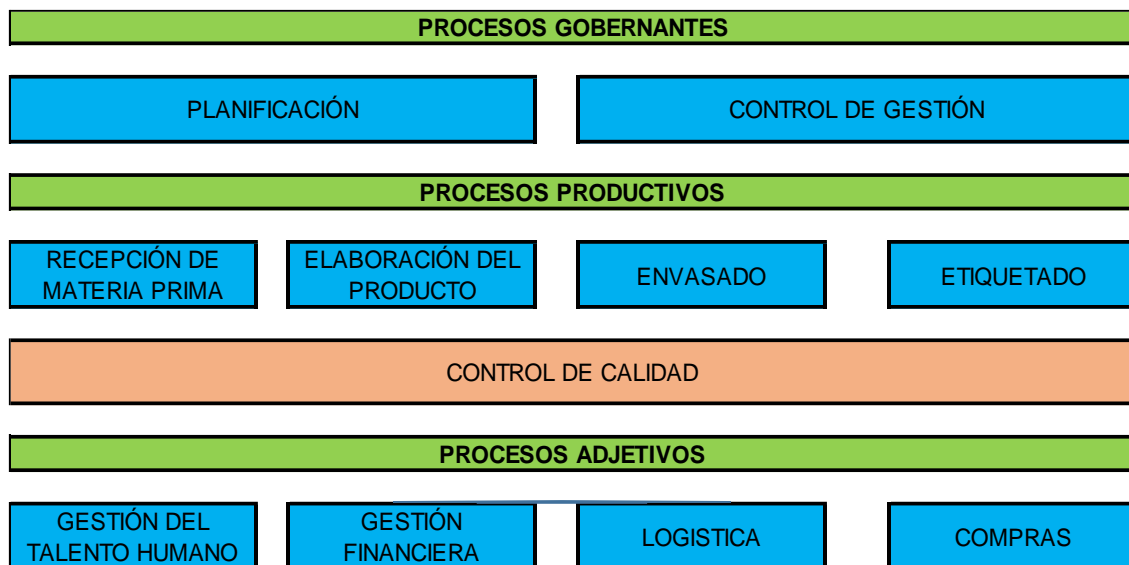 PROCESOS GOBERNANTES
PLANIFICACIÓN
CONTROL DE GESTIÓN
PROCESOS PRODUCTIVOS
RECEPCIÓN DE
MATERIA PRIMA
ELABORACIÓN DEL
PRODUCTO
ENVASADO
ETIQUETADO
CONTROL DE CALIDAD
PROCESOS ADJETIVOS
GESTIÓN DEL
TALENTO HUMANO
GESTIÓN
FINANCIERA
LOGISTICA
COMPRAS